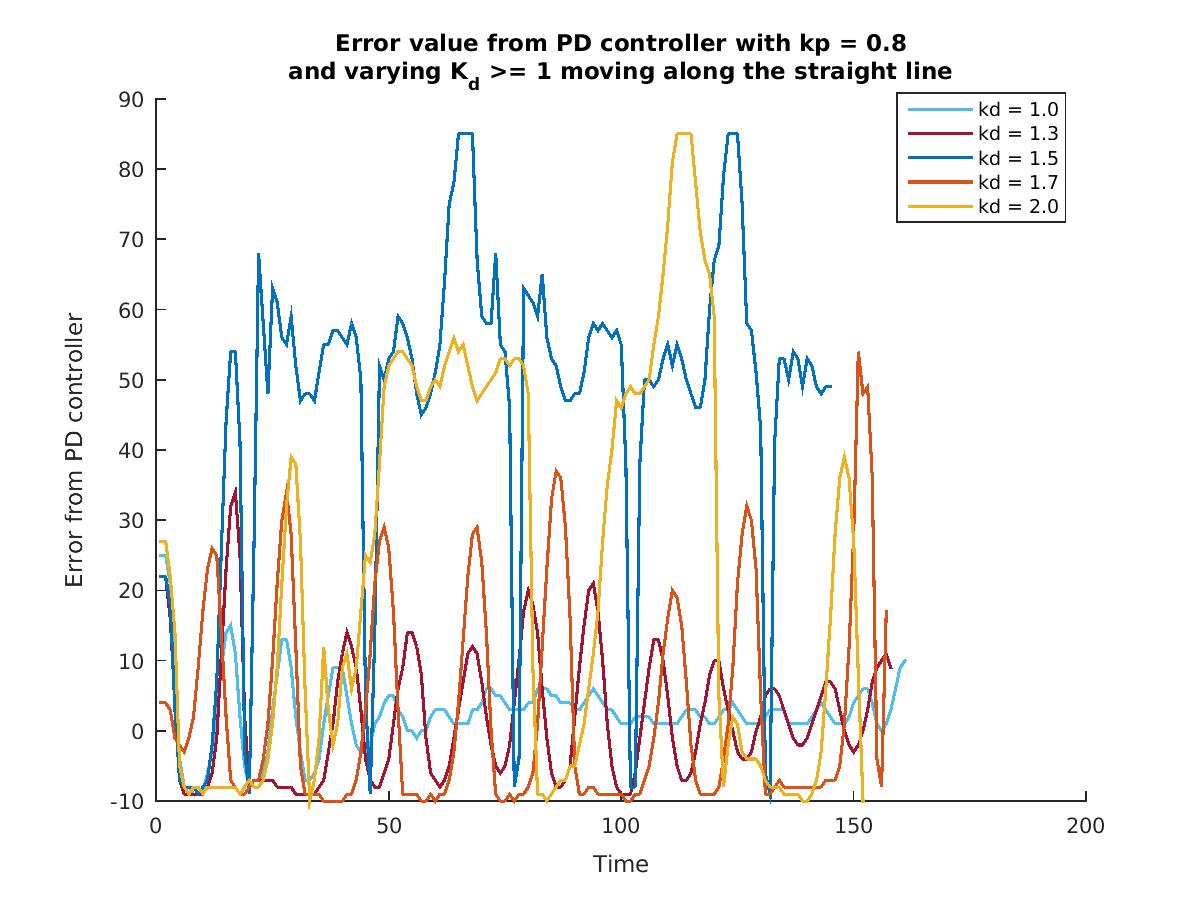 Error value from PD controller with kp = 0.8
and varying Kd >= 1 moving along the straight line
kd = 1.0
kd = 1.3
kd = 1.5
kd = 1.7
kd = 2.0
90
80
70
60
50
40
30
20
10
0
-10
Error from PD controller
0 50 100 150 200
Time